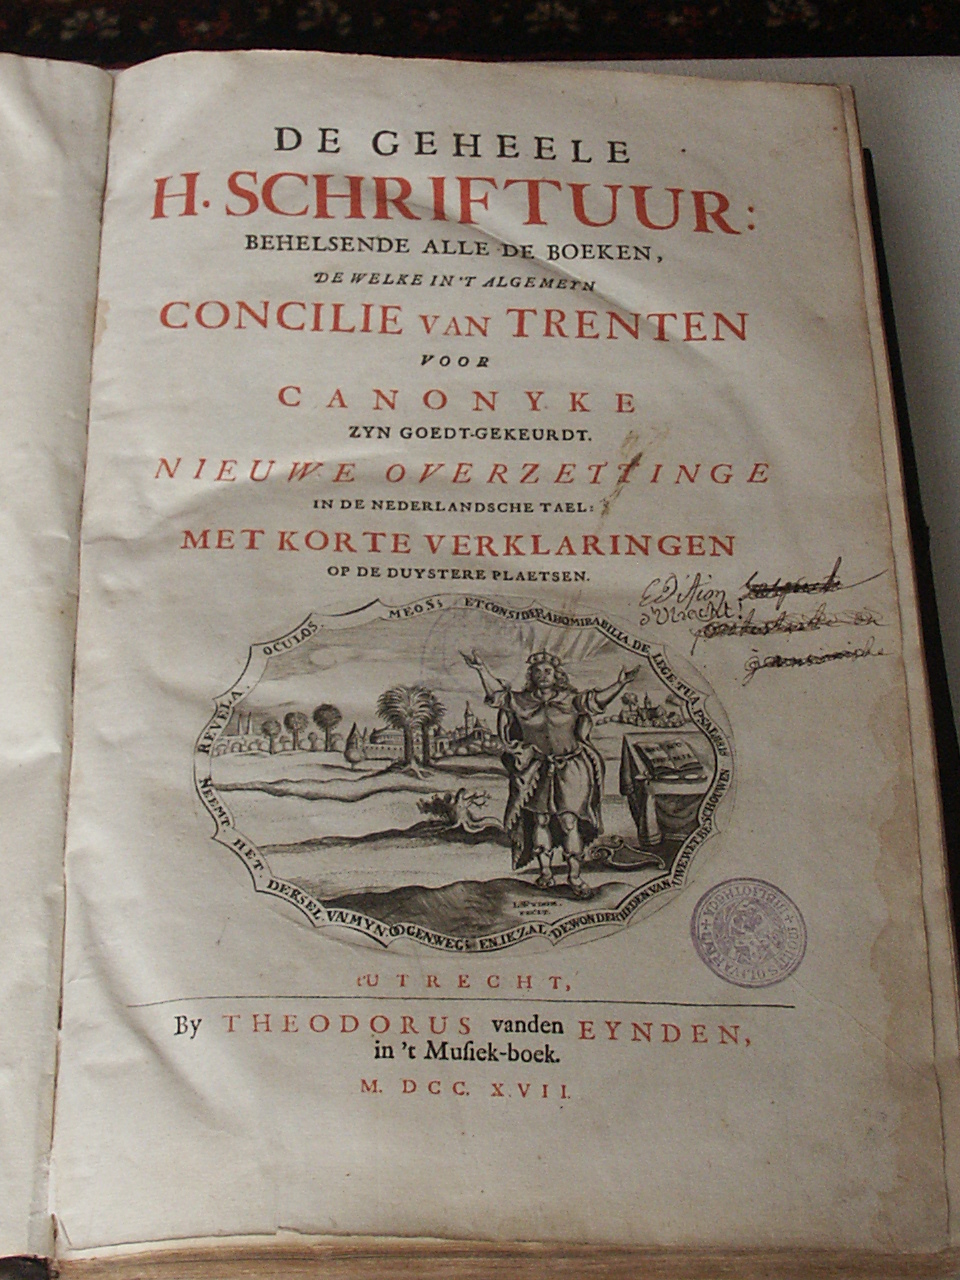 DE GEHEELE
H. SCHRIFTUUR:
BEHELSENDE ALLE DE BOEKEN,
DE WELKE IN'T ALGEMEYN
CONCILIE VAN TRENTEN
VOOR
CANONYKE
ZYN GOEDT-GEKEURDT.
NIEUWE OVERZETTINGE
IN DE NEDERLANDSCHE TAEL:
MET KORTE VERKLARINGEN
OP DE DUYSTERE PLAETSEN.
Edition
d'Utrecht!
REVELA OCULOS MEOS; ET CONSIDERABO MIRABILIA DE LEGE TUA PSAL.
NEEMT HET DEKSEL VAN MYN OOGEN WEG; EN IK ZAL DE WONDERHEDEN VAN UWE WET BESCHOUWEN
t'UTRECHT,
By THEODORUS vanden EYNDEN,
in 't Muſiek-boek.
M. DCC. XVII.